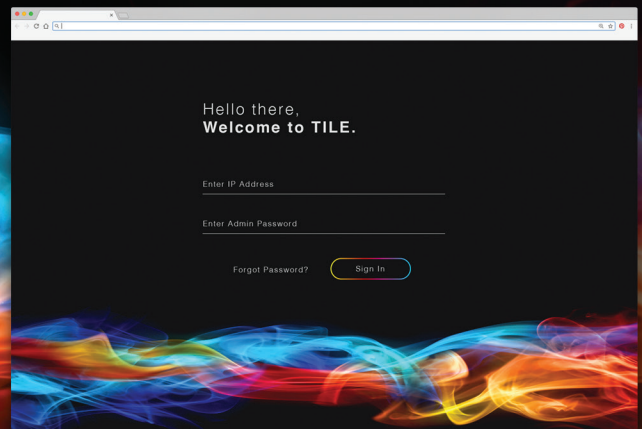 Hello there,
Welcome to TILE.
Enter IP Address
Enter Admin Password
Forgot Password?
Sign In